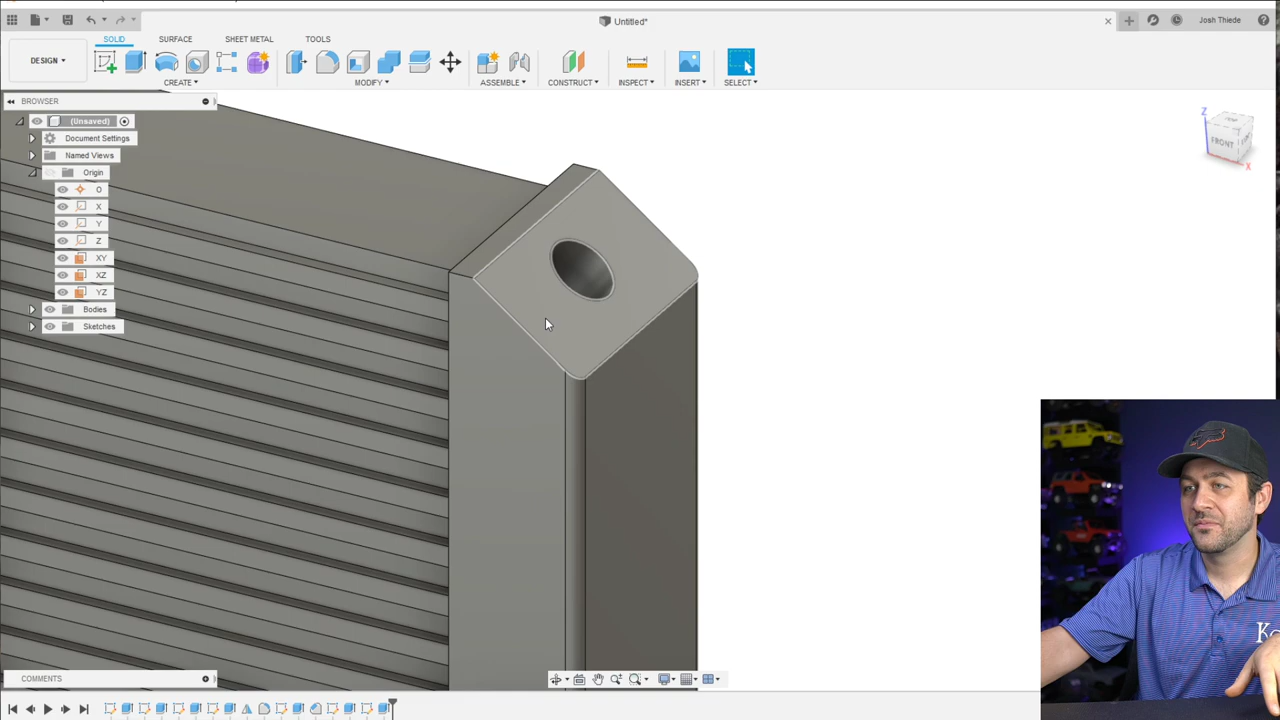 Untitled*
Josh Thiede
SOLID SURFACE SHEET METAL TOOLS
DESIGN
CREATE MODIFY ASSEMBLE CONSTRUCT INSPECT INSERT SELECT
BROWSER
(Unsaved)
Document Settings
Named Views
Origin
O
X
Y
Z
XY
XZ
YZ
Bodies
Sketches
Z
TOP
FRONT
X
COMMENTS